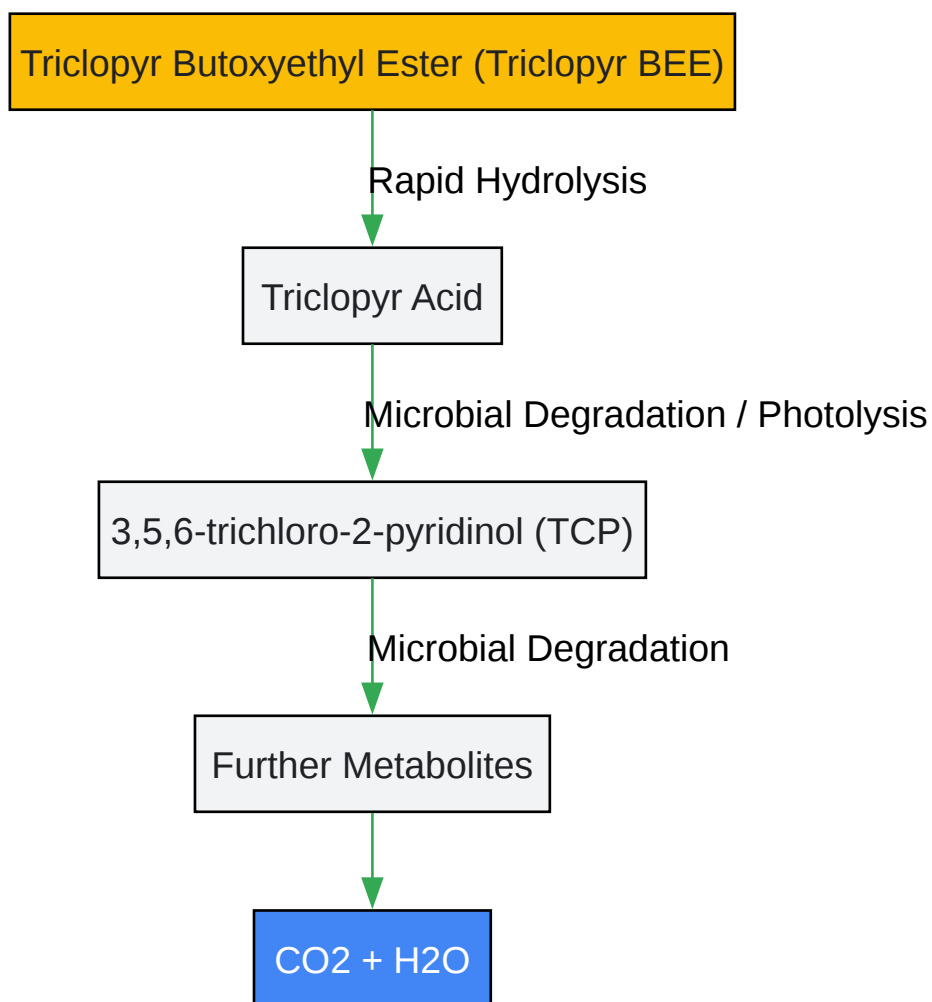 Triclopyr Butoxyethyl Ester (Triclopyr BEE)
Rapid Hydrolysis
Triclopyr Acid
Microbial Degradation / Photolysis
3,5,6-trichloro-2-pyridinol (TCP)
Microbial Degradation
Further Metabolites
CO2 + H2O